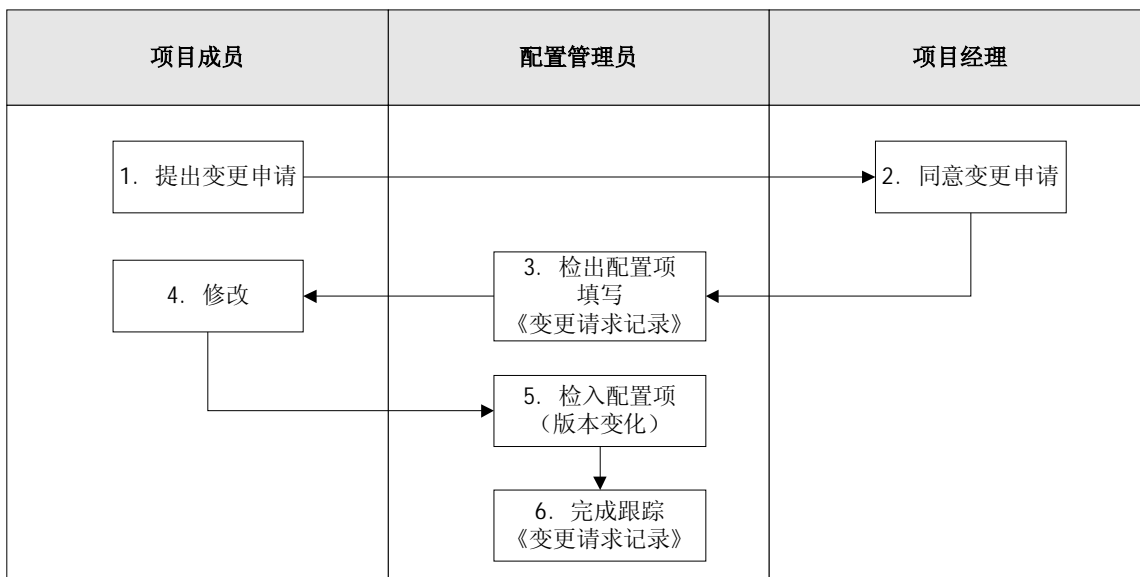 项目成员
配置管理员
项目经理
1. 提出变更申请
2. 同意变更申请
3. 检出配置项
填写
《变更请求记录》
4. 修改
5. 检入配置项
（版本变化）
6. 完成跟踪
《变更请求记录》